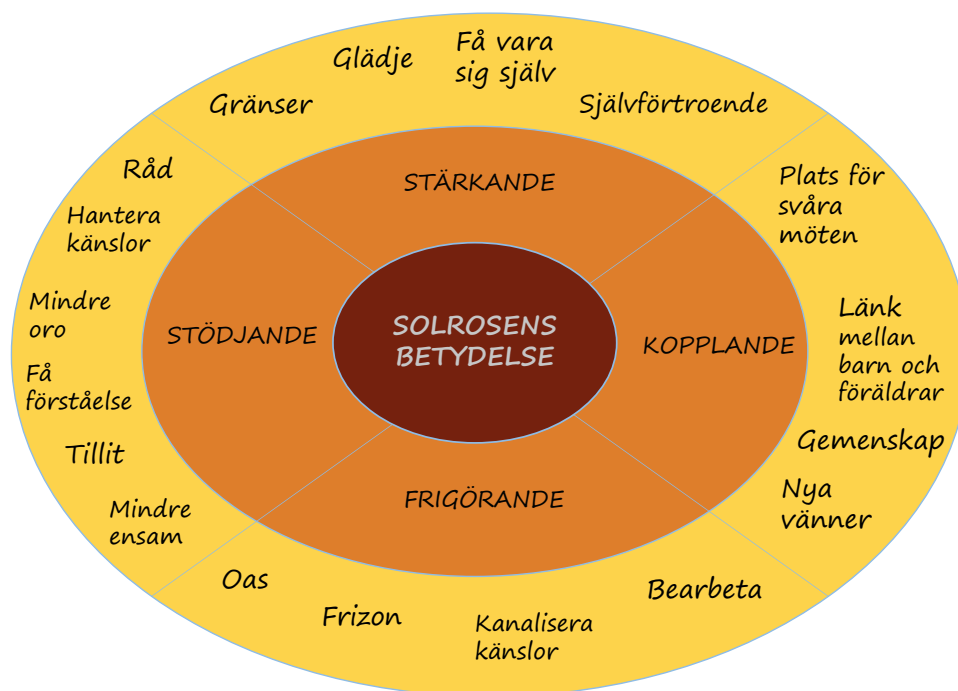 Glädje
Få vara
sig själv
Gränser
Självförtroende
STÄRKANDE
Råd
Hantera
känslor
Mindre
oro
Få
förståelse
Tillit
Mindre
ensam
STÖDJANDE
SOLROSENS
BETYDELSE
KOPPLANDE
Plats för
svåra
möten
Länk
mellan
barn och
föräldrar
Gemenskap
Nya
vänner
FRIGÖRANDE
Oas
Frizon
Kanalisera
känslor
Bearbeta